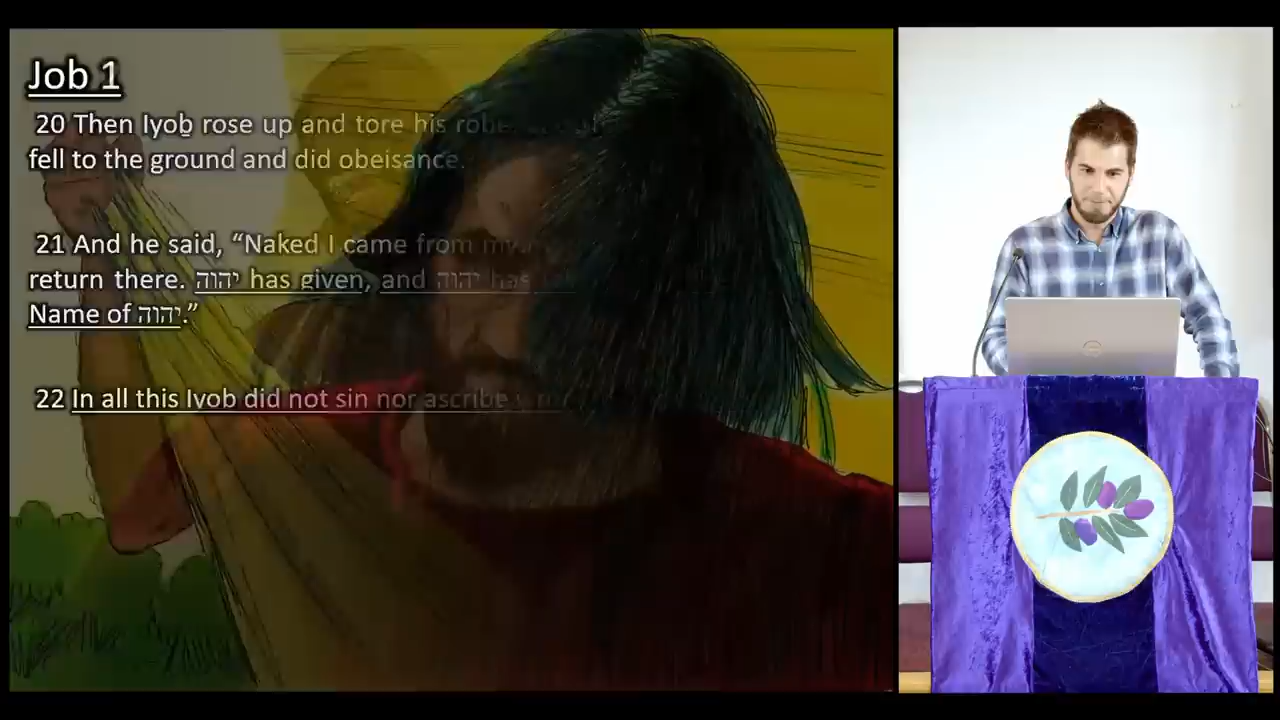 Job 1
20 Then Iyoḇ rose up and tore his robe
fell to the ground and did obeisance.
21 And he said, “Naked I came from my
return there. יהוה has given, and יהוה has
Name of יהוה.”
22 In all this Iyoḇ did not sin nor ascribe